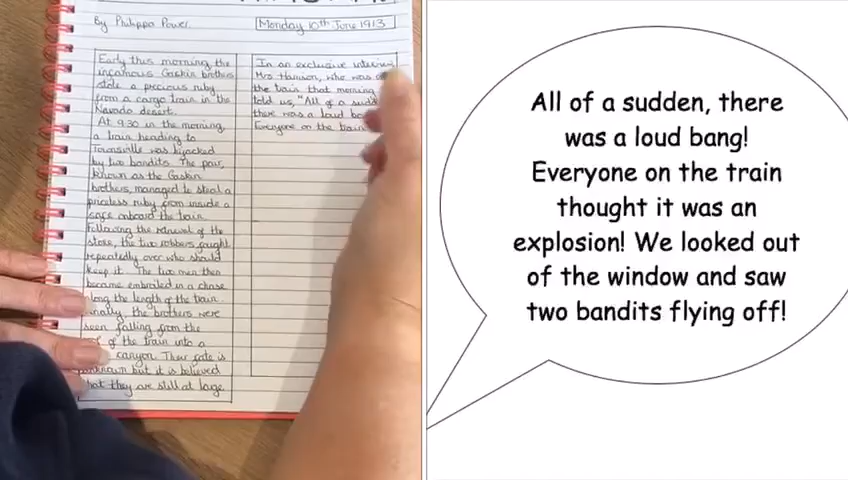 By Philippa Power.
Monday 10th June 1913
Early this morning the
infamous Gaskin brothers
stole a precious ruby
from a cargo train in the
Navado desert.
At 9:30 in the morning,
a train heading to
Townsville was hijacked
by two bandits. The pair,
known as the Gaskin
brothers, managed to steal a
priceless ruby from inside a
safe onboard the train.
Following the removal of the
stone, the two robbers fought
repeatedly over who should
keep it. The two men then
became embroiled in a chase
along the length of the train.
Finally, the brothers were
seen falling from the
of the train into a
canyon. Their fate is
unknown but it is believed
that they are still at large.
In an exclusive interview
Mrs Harrison, who was
the train that morning
told us, "All of a sudd
there was a loud ba
Everyone on the train
All of a sudden, there
was a loud bang!
Everyone on the train
thought it was an
explosion! We looked out
of the window and saw
two bandits flying off!